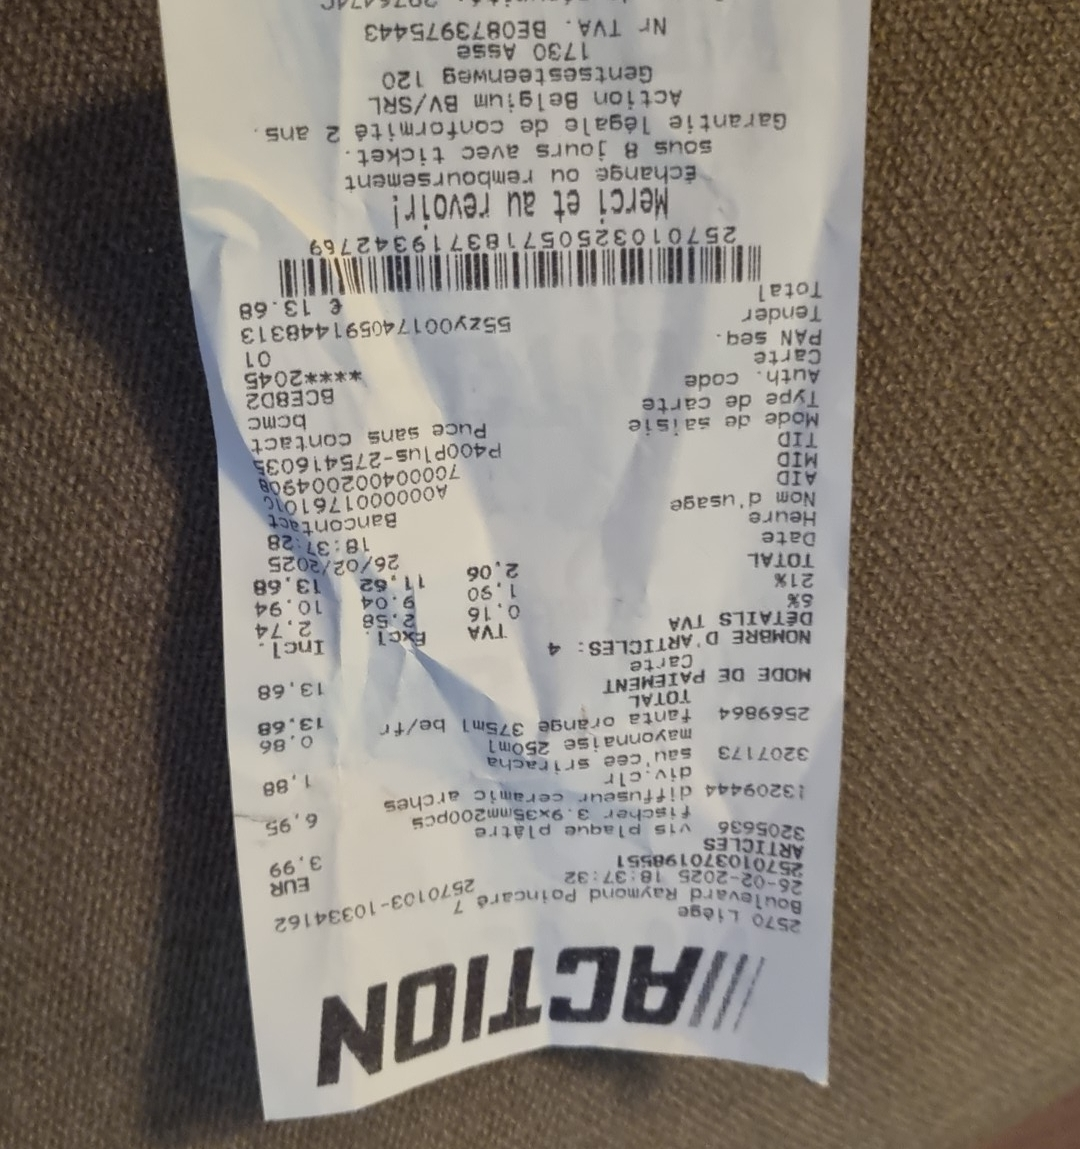 ACTION
2570 Liège
Boulevard Raymond Poincaré 7 2570103-10334162
26-02-2025 18:37:32
257010370198551
ARTICLES EUR
3205636 vis plaque plâtre 3,99
fischer 3.9x35mm200pcs
13209444 diffuseur ceramic arches 6,95
div.clr
3207173 sau'cee sriracha 1,88
mayonnaise 250ml
2569864 fanta orange 375ml be/fr 0,86
TOTAL 13,68
MODE DE PAIEMENT
Carte 13,68
NOMBRE D'ARTICLES: 4
DÉTAILS TVA TVA Excl. Incl.
6% 0,16 2,58 2,74
21% 1,90 9,04 10,94
TOTAL 2,06 11,62 13,68
Date 26/02/2025
Heure 18:37:28
Nom d'usage Bancontact
AID
MID 700004002004908
TID P400Plus-275416035
Mode de saisie Puce sans contact
Type de carte bcmc
Auth. code BCE8D2
Carte ****2045
PAN seq. 01
Tender 55zy001740591448313
Total € 13.68
257010325057183719342769
Merci et au revoir!
Échange ou remboursement
sous 8 jours avec ticket.
Garantie légale de conformité 2 ans.
Action Belgium BV/SRL
Gentsesteenweg 120
1730 Asse
Nr TVA. BE0873975443